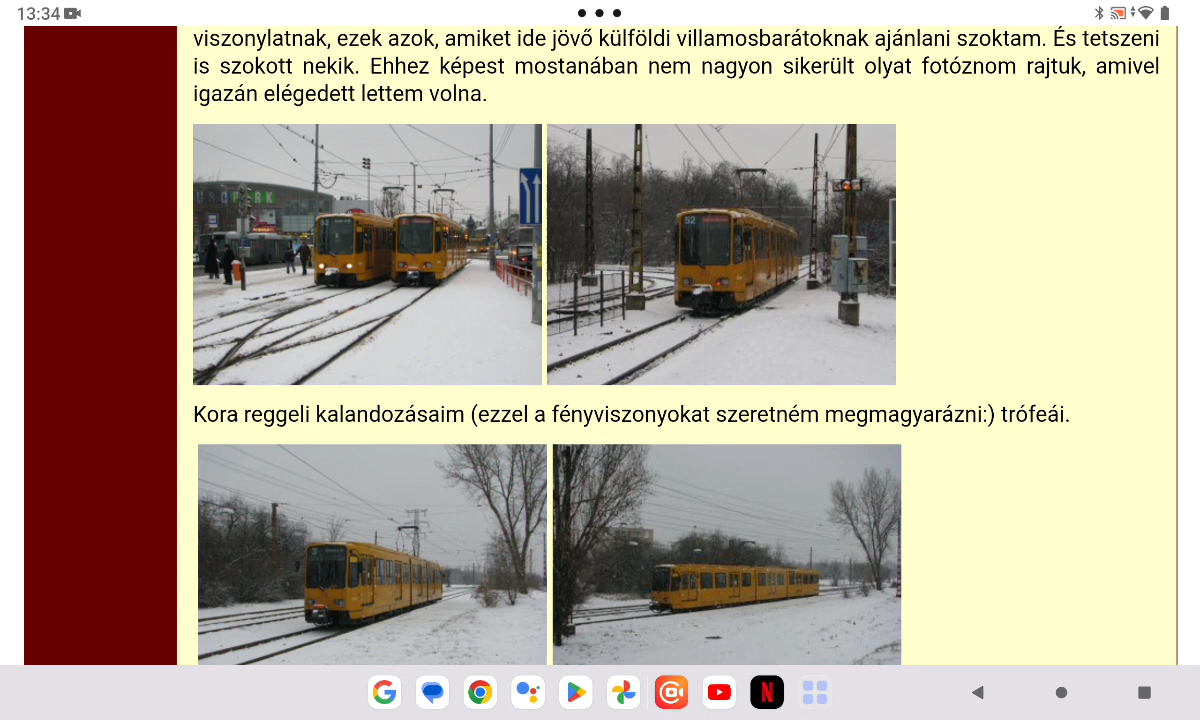 13:34
viszonylatnak, ezek azok, amiket ide jövő külföldi villamosbarátoknak ajánlani szoktam. És tetszeni
is szokott nekik. Ehhez képest mostanában nem nagyon sikerült olyat fotóznom rajtuk, amivel
igazán elégedett lettem volna.
52
Kora reggeli kalandozásaim (ezzel a fényviszonyokat szeretném megmagyarázni:) trófeái.